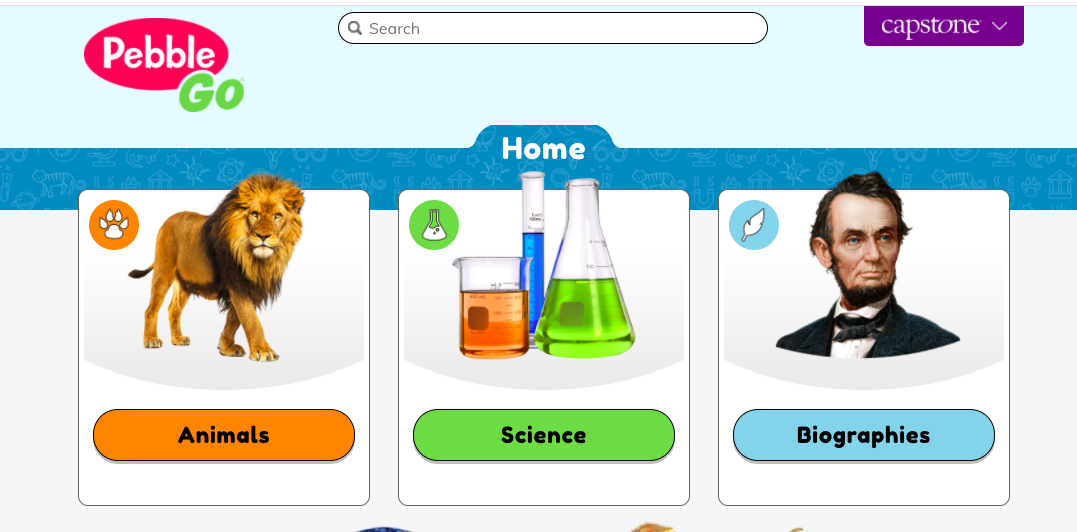 Pebble
Go
Search
capstone
Home
Animals
Science
Biographies